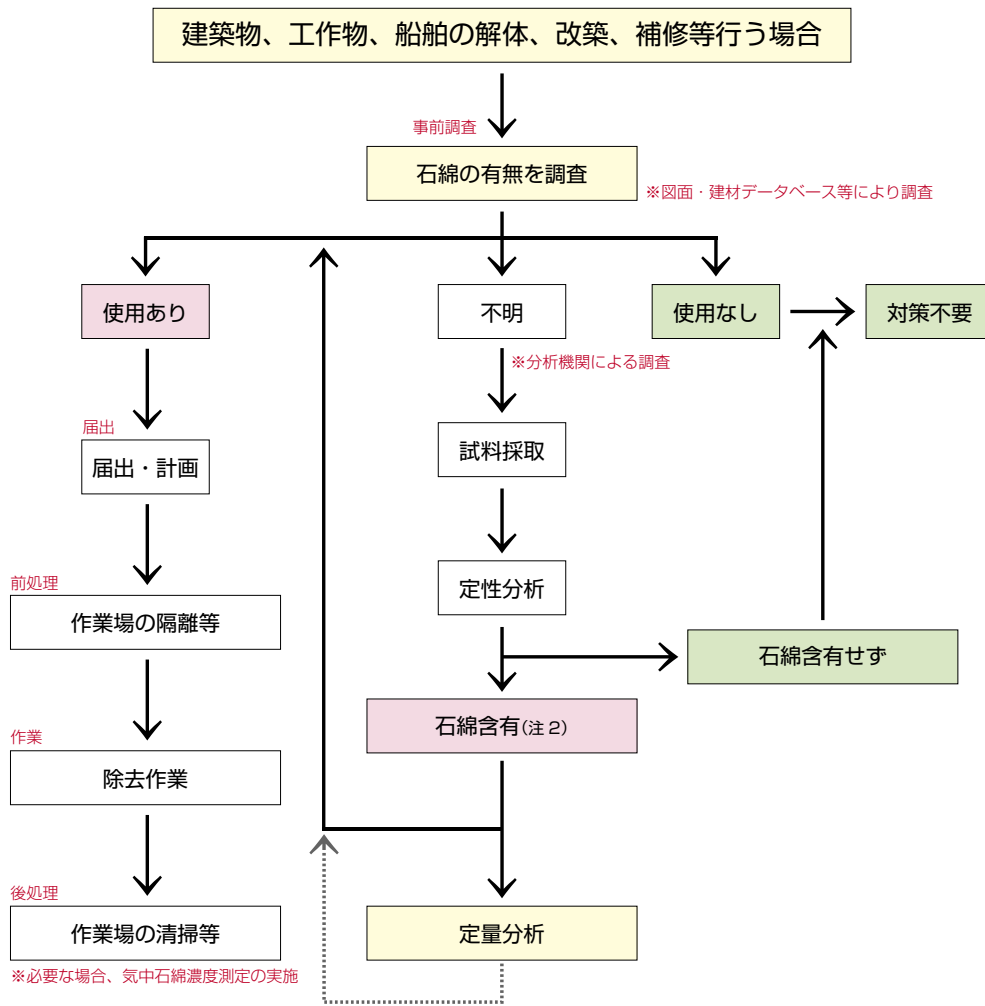 建築物、工作物、船舶の解体、改築、補修等行う場合
事前調査
石綿の有無を調査
※図面・建材データベース等により調査
使用あり
不明
使用なし
対策不要
※分析機関による調査
届出
届出・計画
試料採取
前処理
作業場の隔離等
定性分析
石綿含有せず
石綿含有(注2)
作業
除去作業
後処理
作業場の清掃等
定量分析
※必要な場合、気中石綿濃度測定の実施